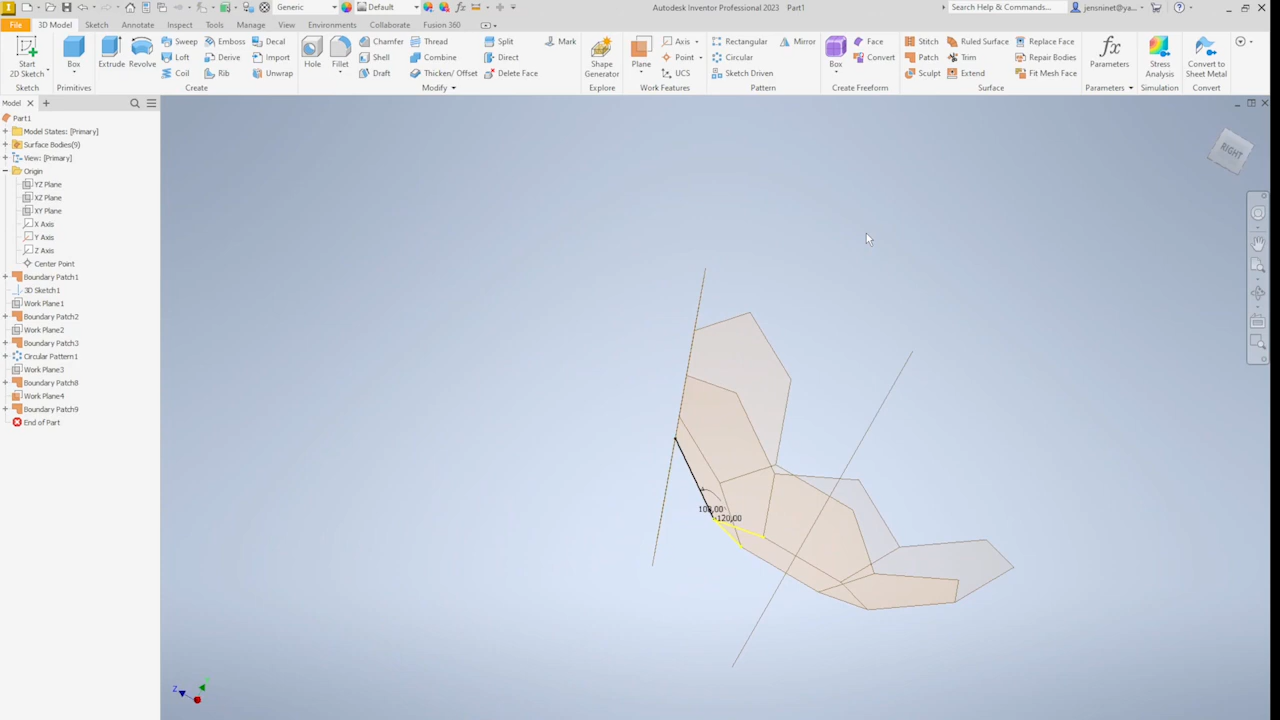 Generic
Default
Autodesk Inventor Professional 2023 Part1
Search Help & Commands...
jensninet@ya...
File
3D Model
Sketch
Annotate
Inspect
Tools
Manage
View
Environments
Collaborate
Fusion 360
Start
2D Sketch
Sketch
Box
Primitives
Extrude
Revolve
Sweep
Emboss
Decal
Loft
Derive
Import
Coil
Rib
Unwrap
Create
Hole
Fillet
Chamfer
Thread
Split
Mark
Shell
Combine
Direct
Draft
Thicken/ Offset
Delete Face
Modify
Shape
Generator
Explore
Plane
Axis
Point
UCS
Work Features
Rectangular
Mirror
Circular
Sketch Driven
Pattern
Box
Face
Convert
Create Freeform
Stitch
Ruled Surface
Replace Face
Patch
Trim
Repair Bodies
Sculpt
Extend
Fit Mesh Face
Surface
Parameters
Parameters
Stress
Analysis
Simulation
Convert to
Sheet Metal
Convert
Model
Part1
Model States: [Primary]
Surface Bodies(9)
View: [Primary]
Origin
YZ Plane
XZ Plane
XY Plane
X Axis
Y Axis
Z Axis
Center Point
Boundary Patch1
3D Sketch1
Work Plane1
Boundary Patch2
Work Plane2
Boundary Patch3
Circular Pattern1
Work Plane3
Boundary Patch8
Work Plane4
Boundary Patch9
End of Part
RIGHT
120,00
Z